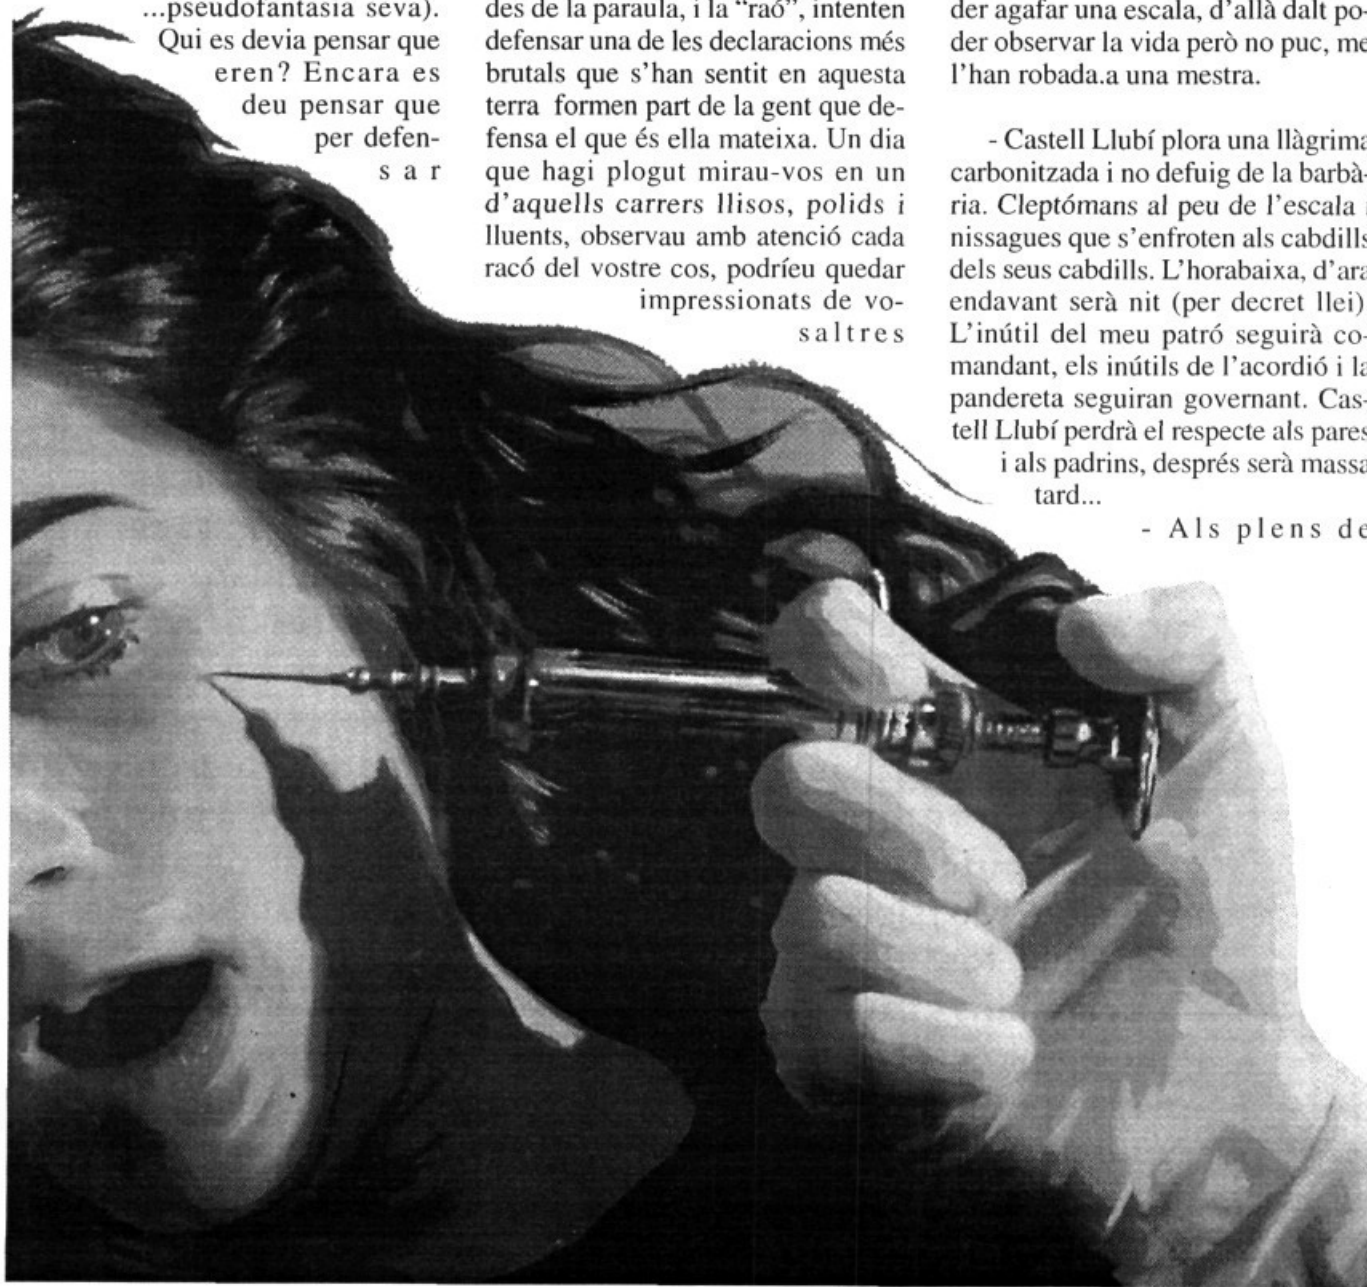 ...pseudofantasia seva).
Qui es devia pensar que
eren? Encara es
deu pensar que
per defen-
sar
des de la paraula, i la “raó”, intenten
defensar una de les declaracions més
brutals que s’han sentit en aquesta
terra formen part de la gent que de-
fensa el que és ella mateixa. Un dia
que hagi plogut mirau-vos en un
d’aquells carrers llisos, polids i
lluents, observau amb atenció cada
racó del vostre cos, podríeu quedar
impressionats de vo-
saltres
der agafar una escala, d’allà dalt po-
der observar la vida però no puc, me
l’han robada.a una mestra.
- Castell Llubí plora una llàgrima
carbonitzada i no defuig de la barbà-
ria. Cleptómans al peu de l’escala i
nissagues que s’enfroten als cabdills
dels seus cabdills. L’horabaixa, d’ara
endavant serà nit (per decret llei)
L’inútil del meu patró seguirà co-
mandant, els inútils de l’acordió i la
pandereta seguiran governant. Cas-
tell Llubí perdrà el respecte als pares
i als padrins, després serà massa
tard...
- Als plens de